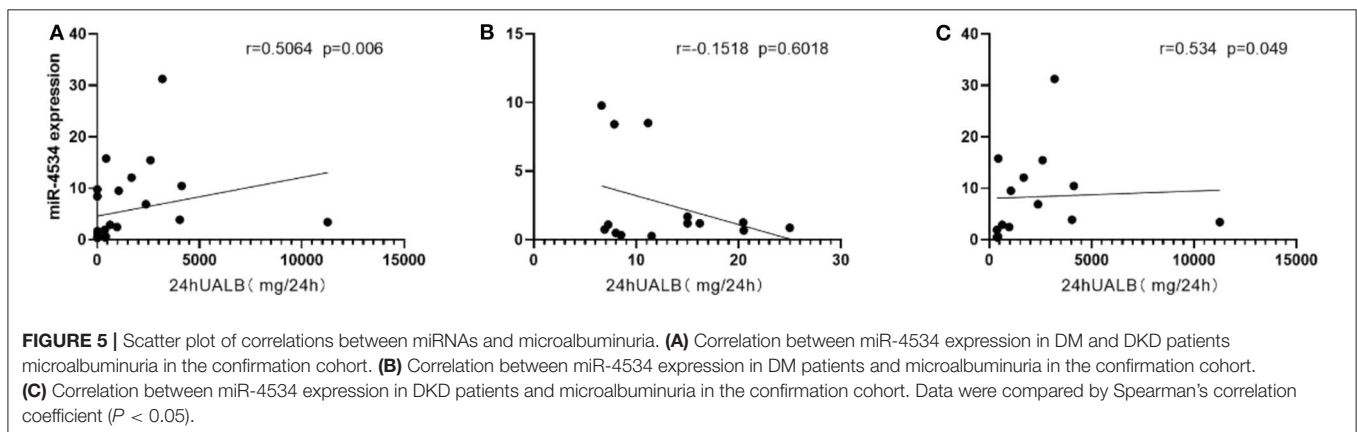 A
r=0.5064 p=0.006
miR-4534 expression
40
30
20
10
0
0 5000 10000 15000
24hUALB( mg/24h)
B
r=-0.1518 p=0.6018
15
10
5
0
0 10 20 30
24hUALB( mg/24h)
C
r=0.534 p=0.049
40
30
20
10
0
0 5000 10000 15000
24hUALB( mg/24h)
FIGURE 5 | Scatter plot of correlations between miRNAs and microalbuminuria. (A) Correlation between miR-4534 expression in DM and DKD patients
microalbuminuria in the confirmation cohort. (B) Correlation between miR-4534 expression in DM patients and microalbuminuria in the confirmation cohort.
(C) Correlation between miR-4534 expression in DKD patients and microalbuminuria in the confirmation cohort. Data were compared by Spearman's correlation
coefficient (P < 0.05).